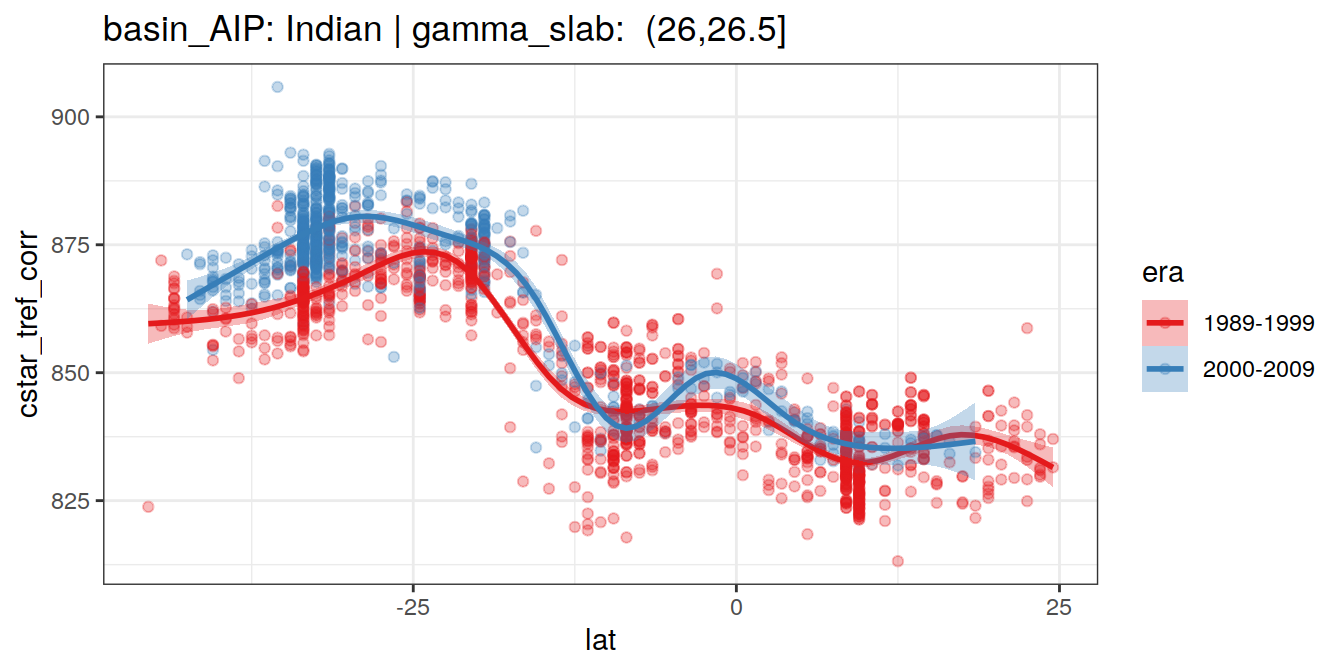 basin_AIP: Indian | gamma_slab:  (26,26.5]
900
875
850
825
cstar_tref_corr
-25
0
25
lat
era
1989-1999
2000-2009